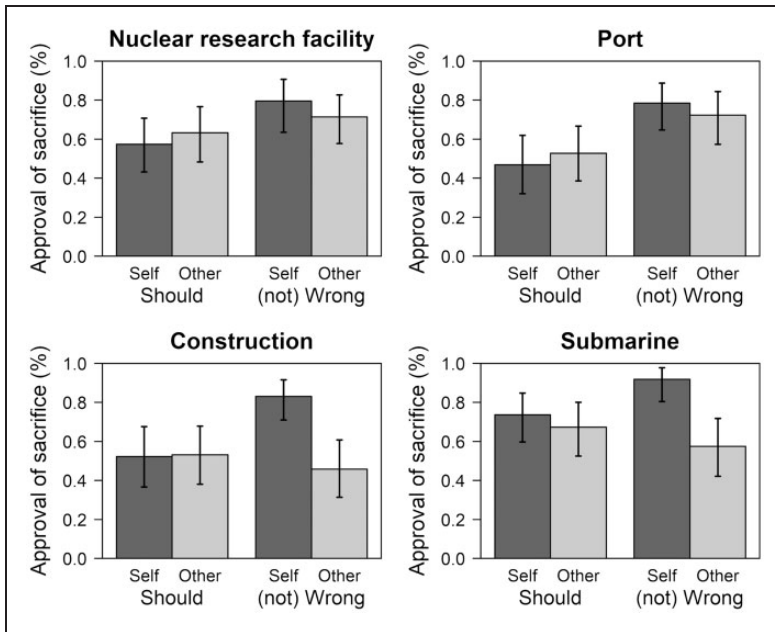 Nuclear research facility
Approval of sacrifice (%)
1.0
0.8
0.6
0.4
0.2
0.0
Self Other Self Other
Should (not) Wrong
Port
Approval of sacrifice (%)
1.0
0.8
0.6
0.4
0.2
0.0
Self Other Self Other
Should (not) Wrong
Construction
Approval of sacrifice (%)
1.0
0.8
0.6
0.4
0.2
0.0
Self Other Self Other
Should (not) Wrong
Submarine
Approval of sacrifice (%)
1.0
0.8
0.6
0.4
0.2
0.0
Self Other Self Other
Should (not) Wrong